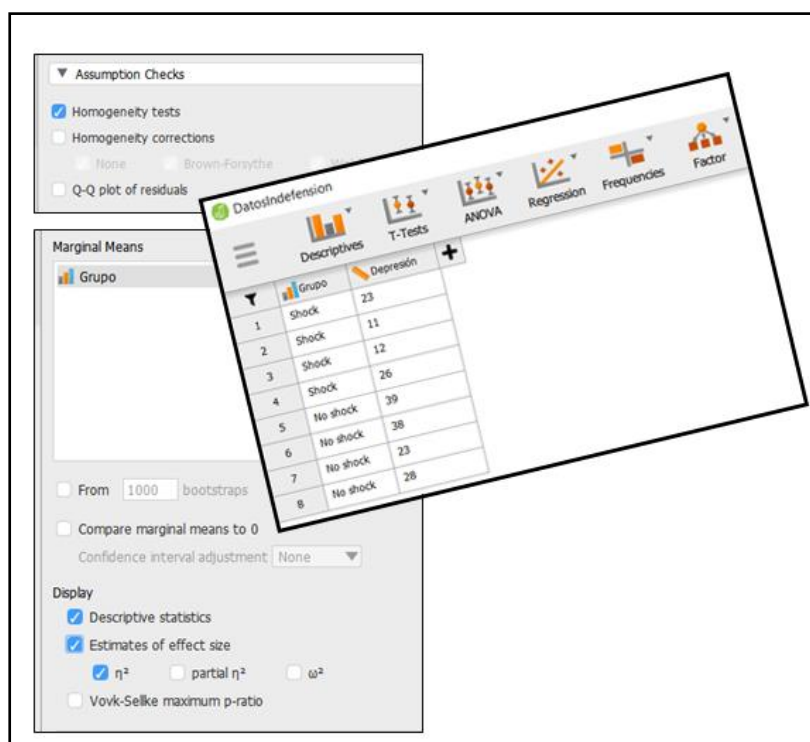 Assumption Checks
Homogeneity tests
Homogeneity corrections
None Brown-Forsythe
Q-Q plot of residuals
DatosIndefension
Descriptives T-Tests ANOVA Regression Frequencies Factor
Grupo Depresión
1 Shock 23
2 Shock 11
3 Shock 12
4 Shock 26
5 No shock 39
6 No shock 38
7 No shock 23
8 No shock 28
Marginal Means
Grupo
From 1000 bootstraps
Compare marginal means to 0
Confidence interval adjustment None
Display
Descriptive statistics
Estimates of effect size
η² partial η² ω²
Vovk-Sellke maximum p-ratio